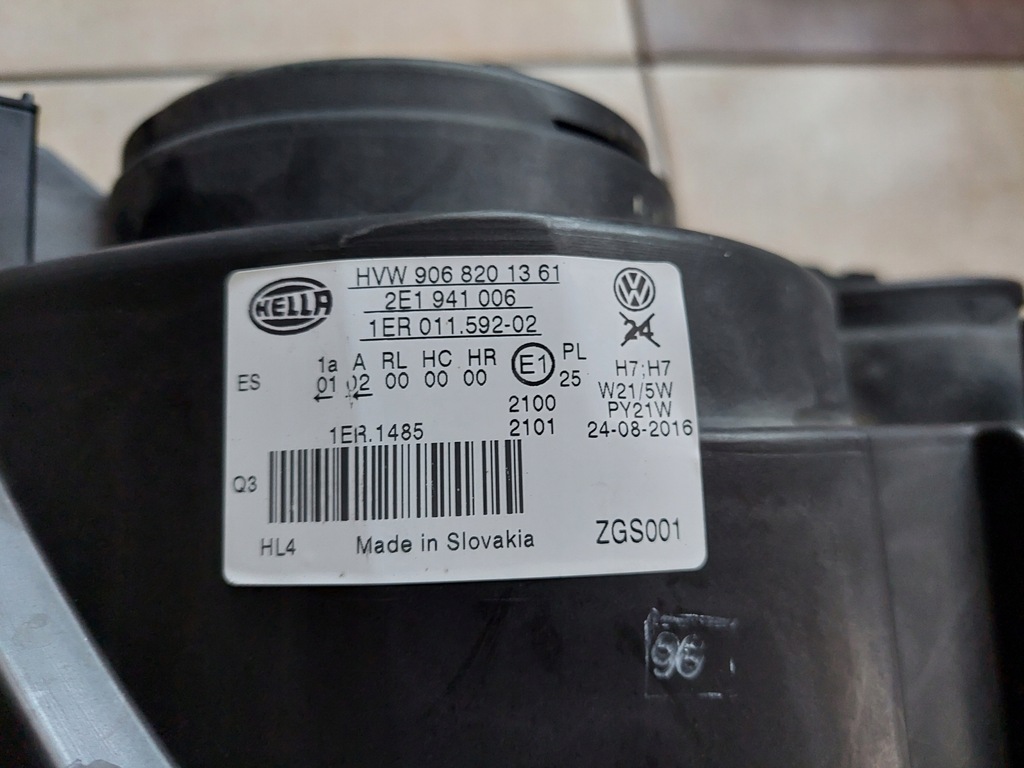 HELLA
HVW 906 820 13 61
2E1 941 006
1ER 011.592-02
24
ES
1a A RL HC HR E1 PL
01 02 00 00 00 25
2100
2101
H7;H7
W21/5W
PY21W
24-08-2016
1ER.1485
Q3
HL4 Made in Slovakia ZGS001
96